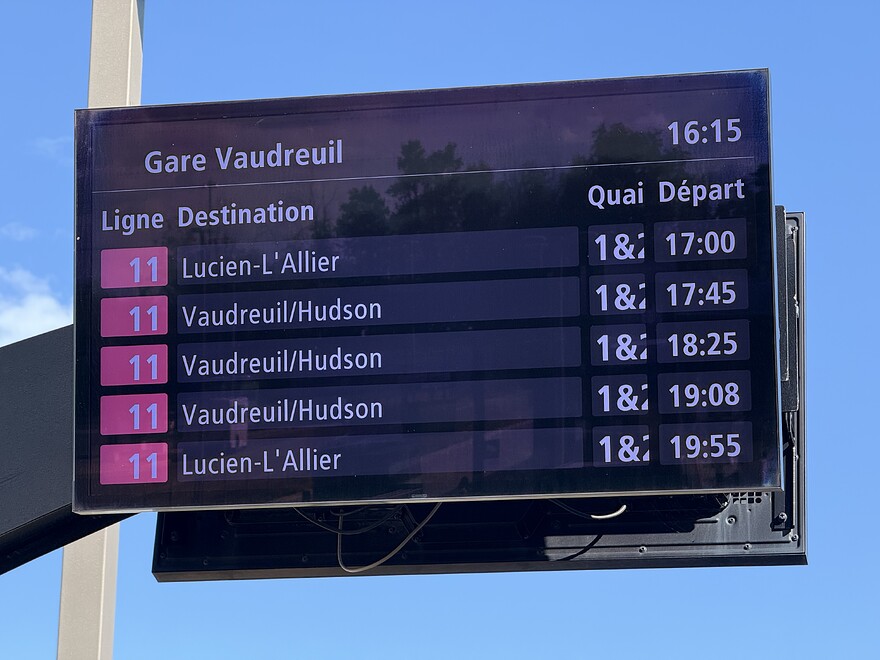 Gare Vaudreuil 16:15
Ligne Destination Quai Départ
11 Lucien-L'Allier 1&2 17:00
11 Vaudreuil/Hudson 1&2 17:45
11 Vaudreuil/Hudson 1&2 18:25
11 Vaudreuil/Hudson 1&2 19:08
11 Lucien-L'Allier 1&2 19:55